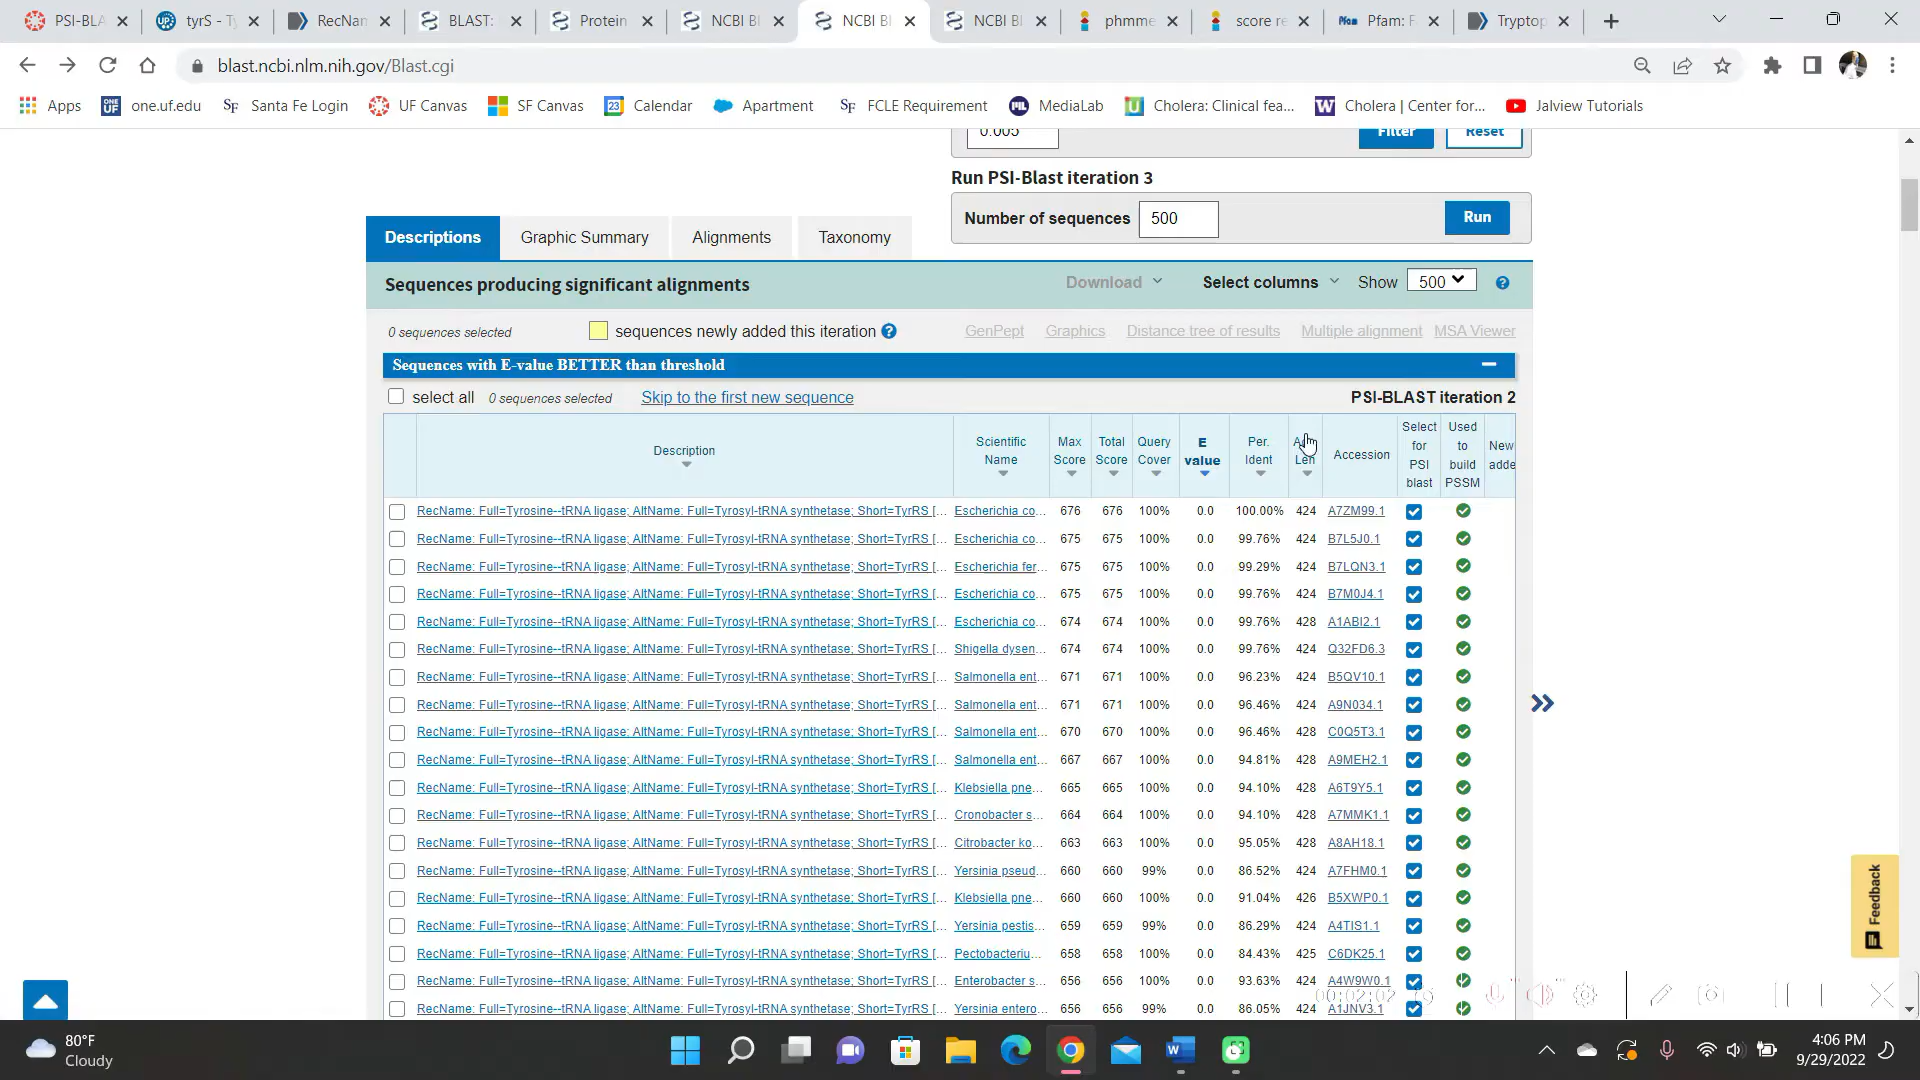 PSI-BLA
tyrS - Ty
RecNam
BLAST:
Protein
NCBI Bl
NCBI Bl
NCBI Bl
phmme
score re
Pfam: F
Tryptop
blast.ncbi.nlm.nih.gov/Blast.cgi
Apps
one.uf.edu
Santa Fe Login
UF Canvas
SF Canvas
Calendar
Apartment
FCLE Requirement
MediaLab
Cholera: Clinical fea...
Cholera | Center for...
Jalview Tutorials
0.005 Filter Reset
Run PSI-Blast iteration 3
Number of sequences 500 Run
Descriptions Graphic Summary Alignments Taxonomy
Sequences producing significant alignments Download Select columns Show 500
0 sequences selected sequences newly added this iteration GenPept Graphics Distance tree of results Multiple alignment MSA Viewer
Sequences with E-value BETTER than threshold
select all 0 sequences selected Skip to the first new sequence PSI-BLAST iteration 2
Description Scientific Name Max Score Total Score Query Cover E value Per. Ident Len Accession Select for PSI blast Used to build PSSM New adde
RecName: Full=Tyrosine--tRNA ligase; AltName: Full=Tyrosyl-tRNA synthetase; Short=TyrRS [... Escherichia co... 676 676 100% 0.0 100.00% 424 A7ZM99.1
RecName: Full=Tyrosine--tRNA ligase; AltName: Full=Tyrosyl-tRNA synthetase; Short=TyrRS [... Escherichia co... 675 675 100% 0.0 99.76% 424 B7L5J0.1
RecName: Full=Tyrosine--tRNA ligase; AltName: Full=Tyrosyl-tRNA synthetase; Short=TyrRS [... Escherichia fer... 675 675 100% 0.0 99.29% 424 B7LQN3.1
RecName: Full=Tyrosine--tRNA ligase; AltName: Full=Tyrosyl-tRNA synthetase; Short=TyrRS [... Escherichia co... 675 675 100% 0.0 99.76% 424 B7M0J4.1
RecName: Full=Tyrosine--tRNA ligase; AltName: Full=Tyrosyl-tRNA synthetase; Short=TyrRS [... Escherichia co... 674 674 100% 0.0 99.76% 428 A1ABI2.1
RecName: Full=Tyrosine--tRNA ligase; AltName: Full=Tyrosyl-tRNA synthetase; Short=TyrRS [... Shigella dysen... 674 674 100% 0.0 99.76% 424 Q32FD6.3
RecName: Full=Tyrosine--tRNA ligase; AltName: Full=Tyrosyl-tRNA synthetase; Short=TyrRS [... Salmonella ent... 671 671 100% 0.0 96.23% 424 B5QV10.1
RecName: Full=Tyrosine--tRNA ligase; AltName: Full=Tyrosyl-tRNA synthetase; Short=TyrRS [... Salmonella ent... 671 671 100% 0.0 96.46% 424 A9N034.1
RecName: Full=Tyrosine--tRNA ligase; AltName: Full=Tyrosyl-tRNA synthetase; Short=TyrRS [... Salmonella ent... 670 670 100% 0.0 96.46% 428 C0Q5T3.1
RecName: Full=Tyrosine--tRNA ligase; AltName: Full=Tyrosyl-tRNA synthetase; Short=TyrRS [... Salmonella ent... 667 667 100% 0.0 94.81% 428 A9MEH2.1
RecName: Full=Tyrosine--tRNA ligase; AltName: Full=Tyrosyl-tRNA synthetase; Short=TyrRS [... Klebsiella pne... 665 665 100% 0.0 94.10% 428 A6T9Y5.1
RecName: Full=Tyrosine--tRNA ligase; AltName: Full=Tyrosyl-tRNA synthetase; Short=TyrRS [... Cronobacter s... 664 664 100% 0.0 94.10% 428 A7MMK1.1
RecName: Full=Tyrosine--tRNA ligase; AltName: Full=Tyrosyl-tRNA synthetase; Short=TyrRS [... Citrobacter ko... 663 663 100% 0.0 95.05% 428 A8AH18.1
RecName: Full=Tyrosine--tRNA ligase; AltName: Full=Tyrosyl-tRNA synthetase; Short=TyrRS [... Yersinia pseud... 660 660 99% 0.0 86.52% 424 A7FHM0.1
RecName: Full=Tyrosine--tRNA ligase; AltName: Full=Tyrosyl-tRNA synthetase; Short=TyrRS [... Klebsiella pne... 660 660 100% 0.0 91.04% 426 B5XWP0.1
RecName: Full=Tyrosine--tRNA ligase; AltName: Full=Tyrosyl-tRNA synthetase; Short=TyrRS [... Yersinia pestis... 659 659 99% 0.0 86.29% 424 A4TIS1.1
RecName: Full=Tyrosine--tRNA ligase; AltName: Full=Tyrosyl-tRNA synthetase; Short=TyrRS [... Pectobacteriu... 658 658 100% 0.0 84.43% 425 C6DK25.1
RecName: Full=Tyrosine--tRNA ligase; AltName: Full=Tyrosyl-tRNA synthetase; Short=TyrRS [... Enterobacter s... 656 656 100% 0.0 93.63% 424 A4W9W0.1
RecName: Full=Tyrosine--tRNA ligase; AltName: Full=Tyrosyl-tRNA synthetase; Short=TyrRS [... Yersinia entero... 656 656 99% 0.0 86.05% 424 A1JNV3.1
00:02:02
Feedback
80°F
Cloudy
4:06 PM
9/29/2022